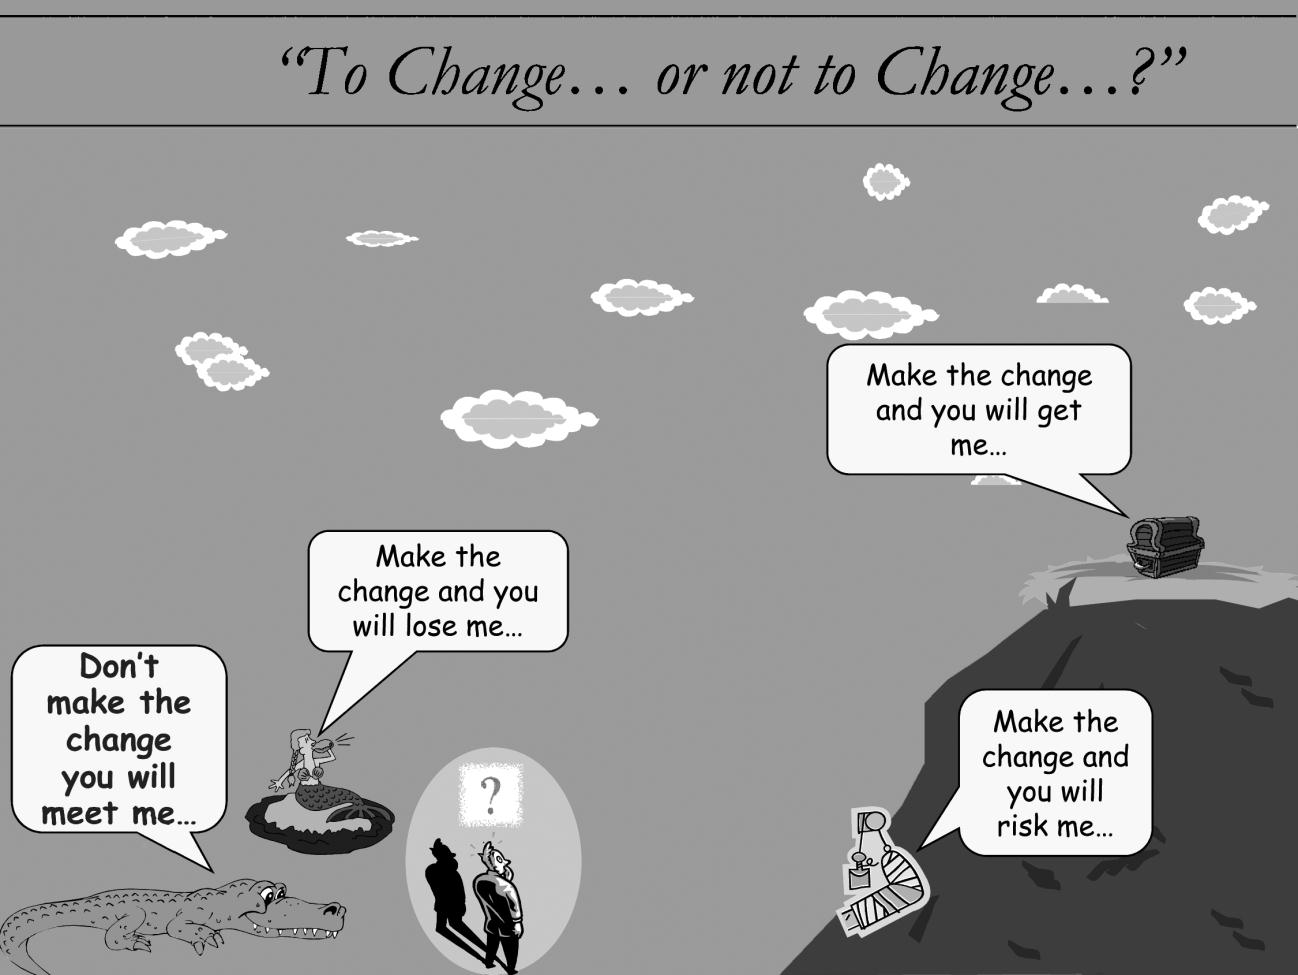 “To Change… or not to Change…?”
Make the change
and you will get
me…
Make the
change and you
will lose me…
Don’t
make the
change
you will
meet me…
?
Make the
change and
you will
risk me…